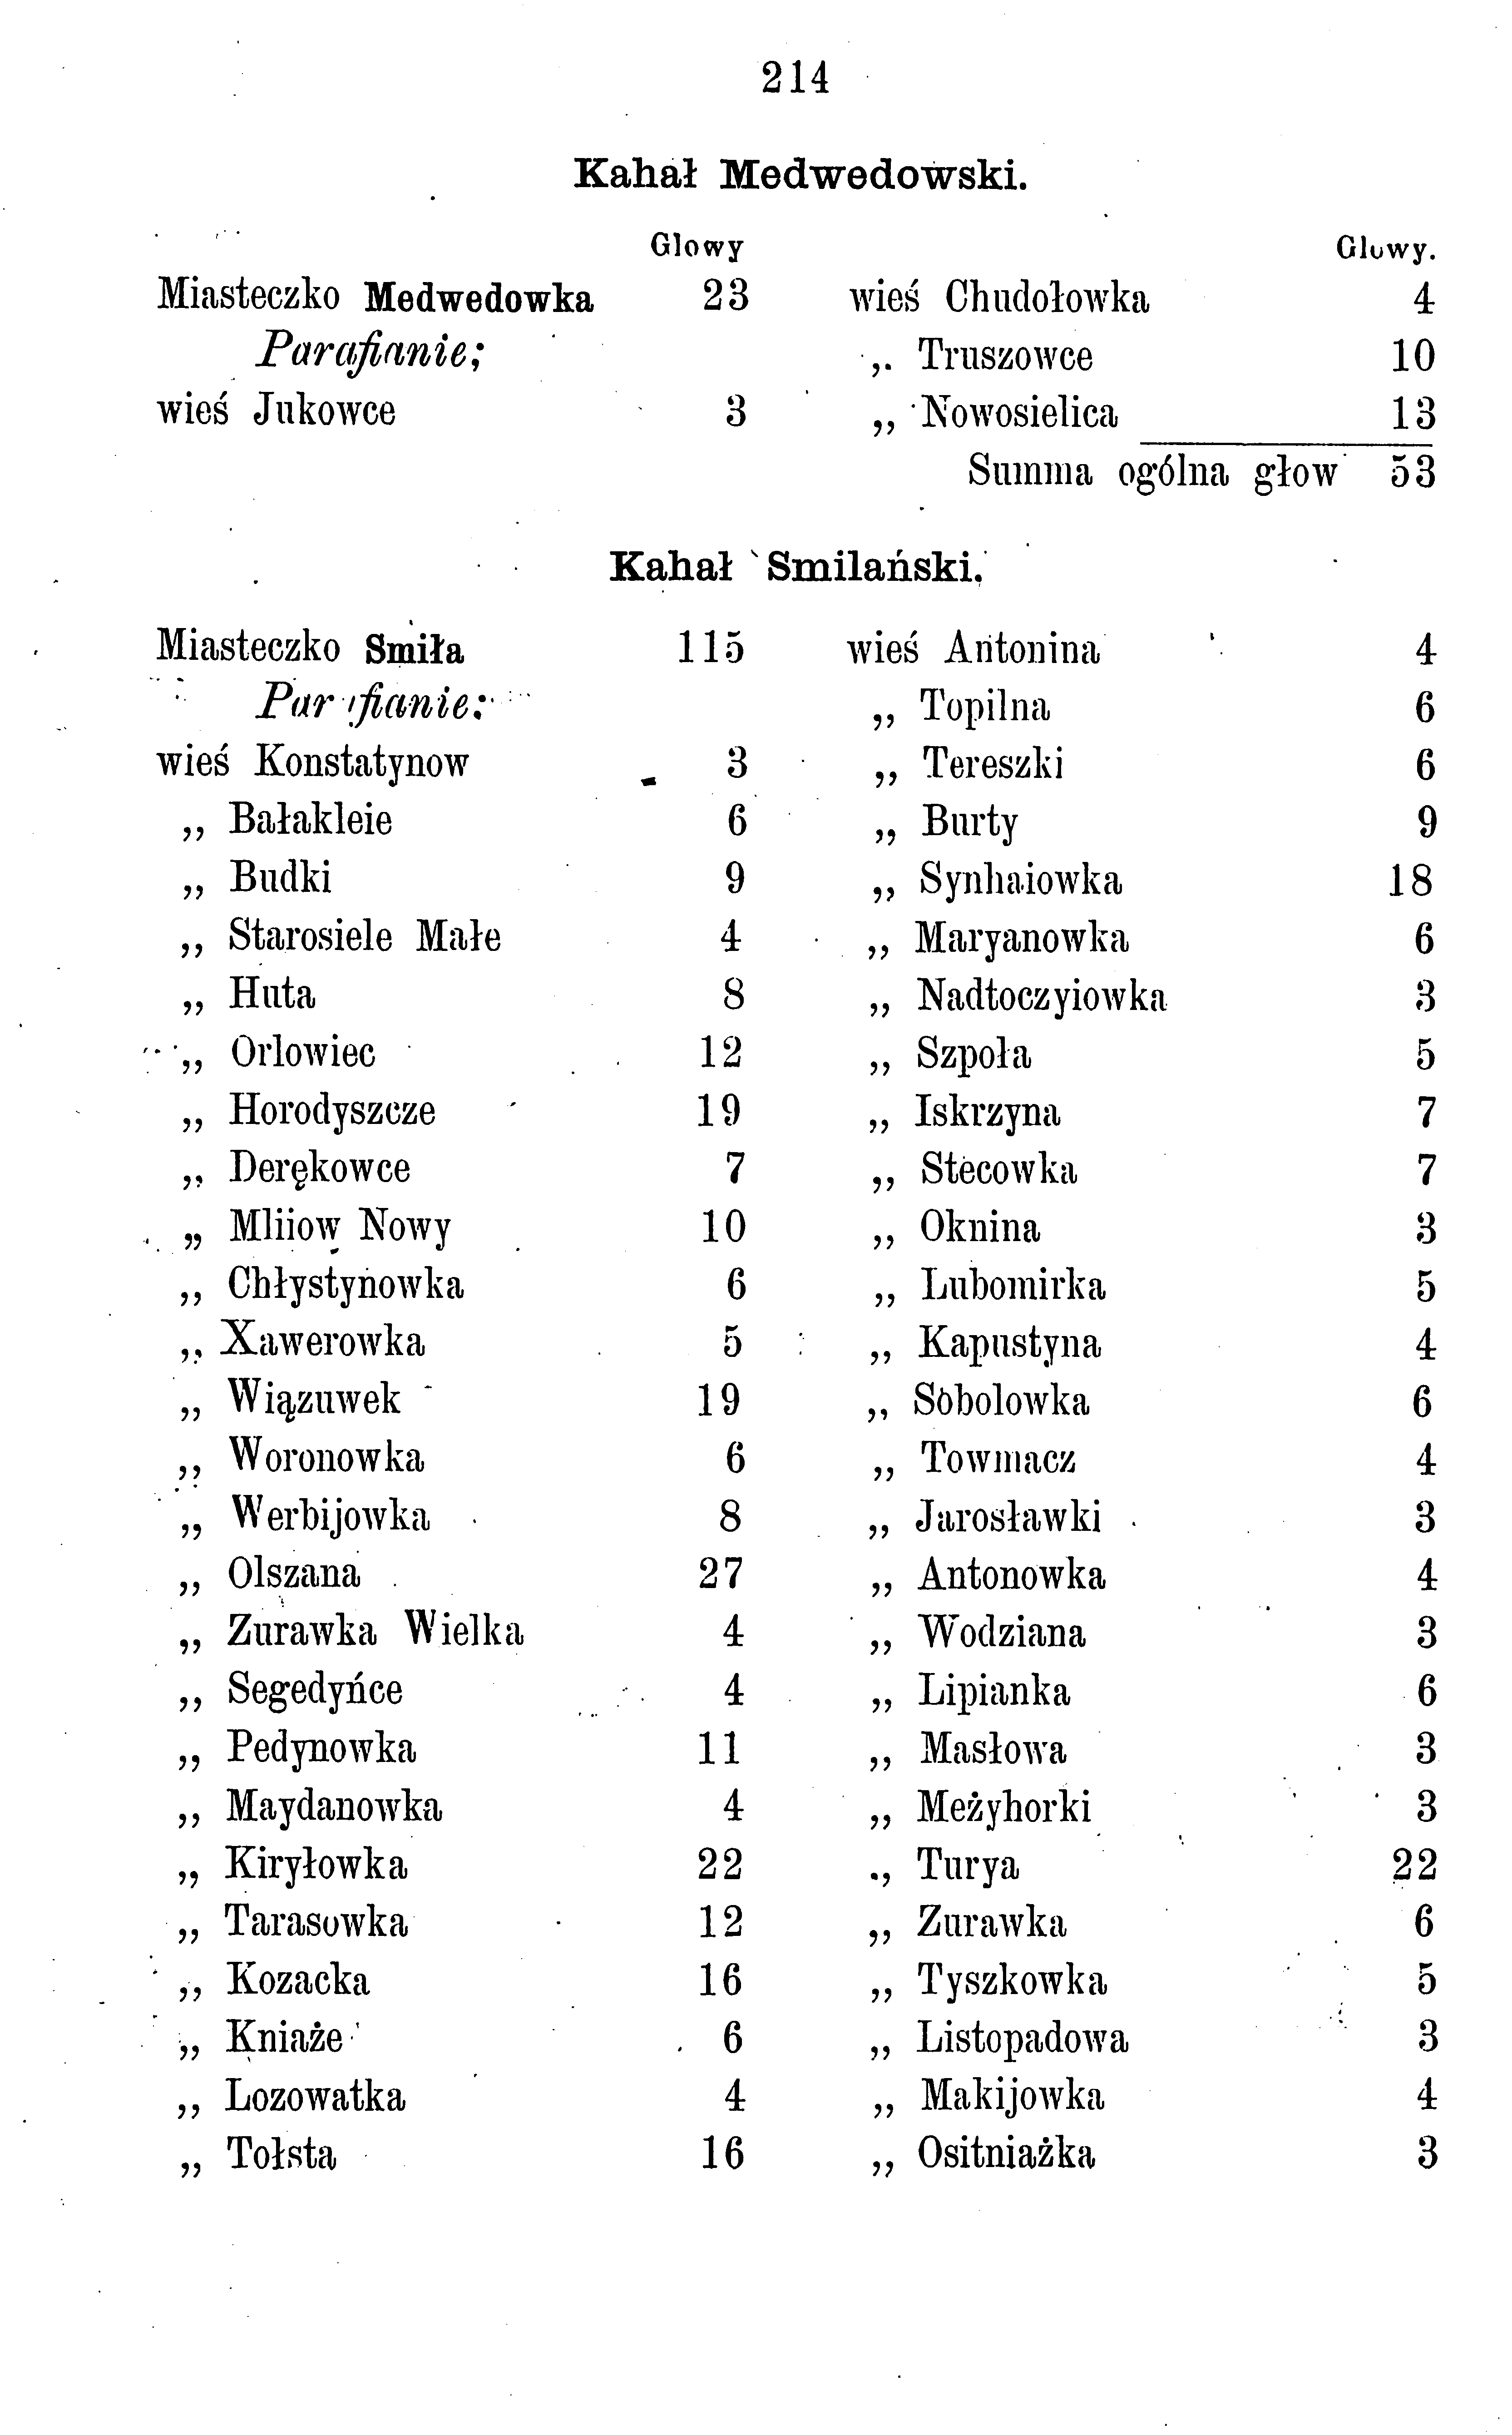 214
Kahał Medwedowski.
Glowy
Miasteczko Medwedowka 23
Parafianie;
wieś Jukowce 3
Glowy.
wieś Chudołowka 4
„ Truszowce 10
„ Nowosielica 13
Summa ogólna głow 53
Kahał Smilański.
Miasteczko Smiła 115
Parafianie:
wieś Konstatynow 3
„ Bałakleie 6
„ Budki 9
„ Starosiele Małe 4
„ Huta 8
„ Orlowiec 12
„ Horodyszcze 19
„ Derękowce 7
„ Mliiow Nowy 10
„ Chłystynowka 6
„ Xawerowka 5
„ Wiązuwek 19
„ Woronowka 6
„ Werbijowka 8
„ Olszana 27
„ Zurawka Wielka 4
„ Segedyńce 4
„ Pedynowka 11
„ Maydanowka 4
„ Kiryłowka 22
„ Tarasowka 12
„ Kozacka 16
„ Kniaże 6
„ Lozowatka 4
„ Tołsta 16
wieś Antonina 4
„ Topilna 6
„ Tereszki 6
„ Burty 9
„ Synhaiowka 18
„ Maryanowka 6
„ Nadtoczyiowka 3
„ Szpoła 5
„ Iskrzyna 7
„ Stecowka 7
„ Oknina 3
„ Lubomirka 5
„ Kapustyna 4
„ Sobolowka 6
„ Towmacz 4
„ Jarosławki 3
„ Antonowka 4
„ Wodziana 3
„ Lipianka 6
„ Masłowa 3
„ Meżyhorki 3
„ Turya 22
„ Zurawka 6
„ Tyszkowka 5
„ Listopadowa 3
„ Makijowka 4
„ Ositniażka 3